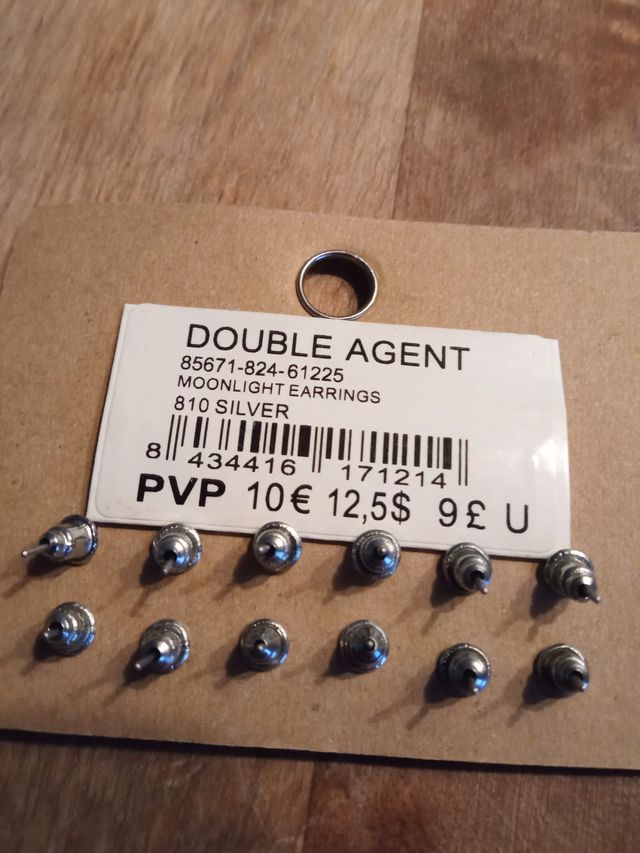 DOUBLE AGENT
85671-824-61225
MOONLIGHT EARRINGS
810 SILVER
8 434416 171214
PVP 10€ 12,5$ 9£ U